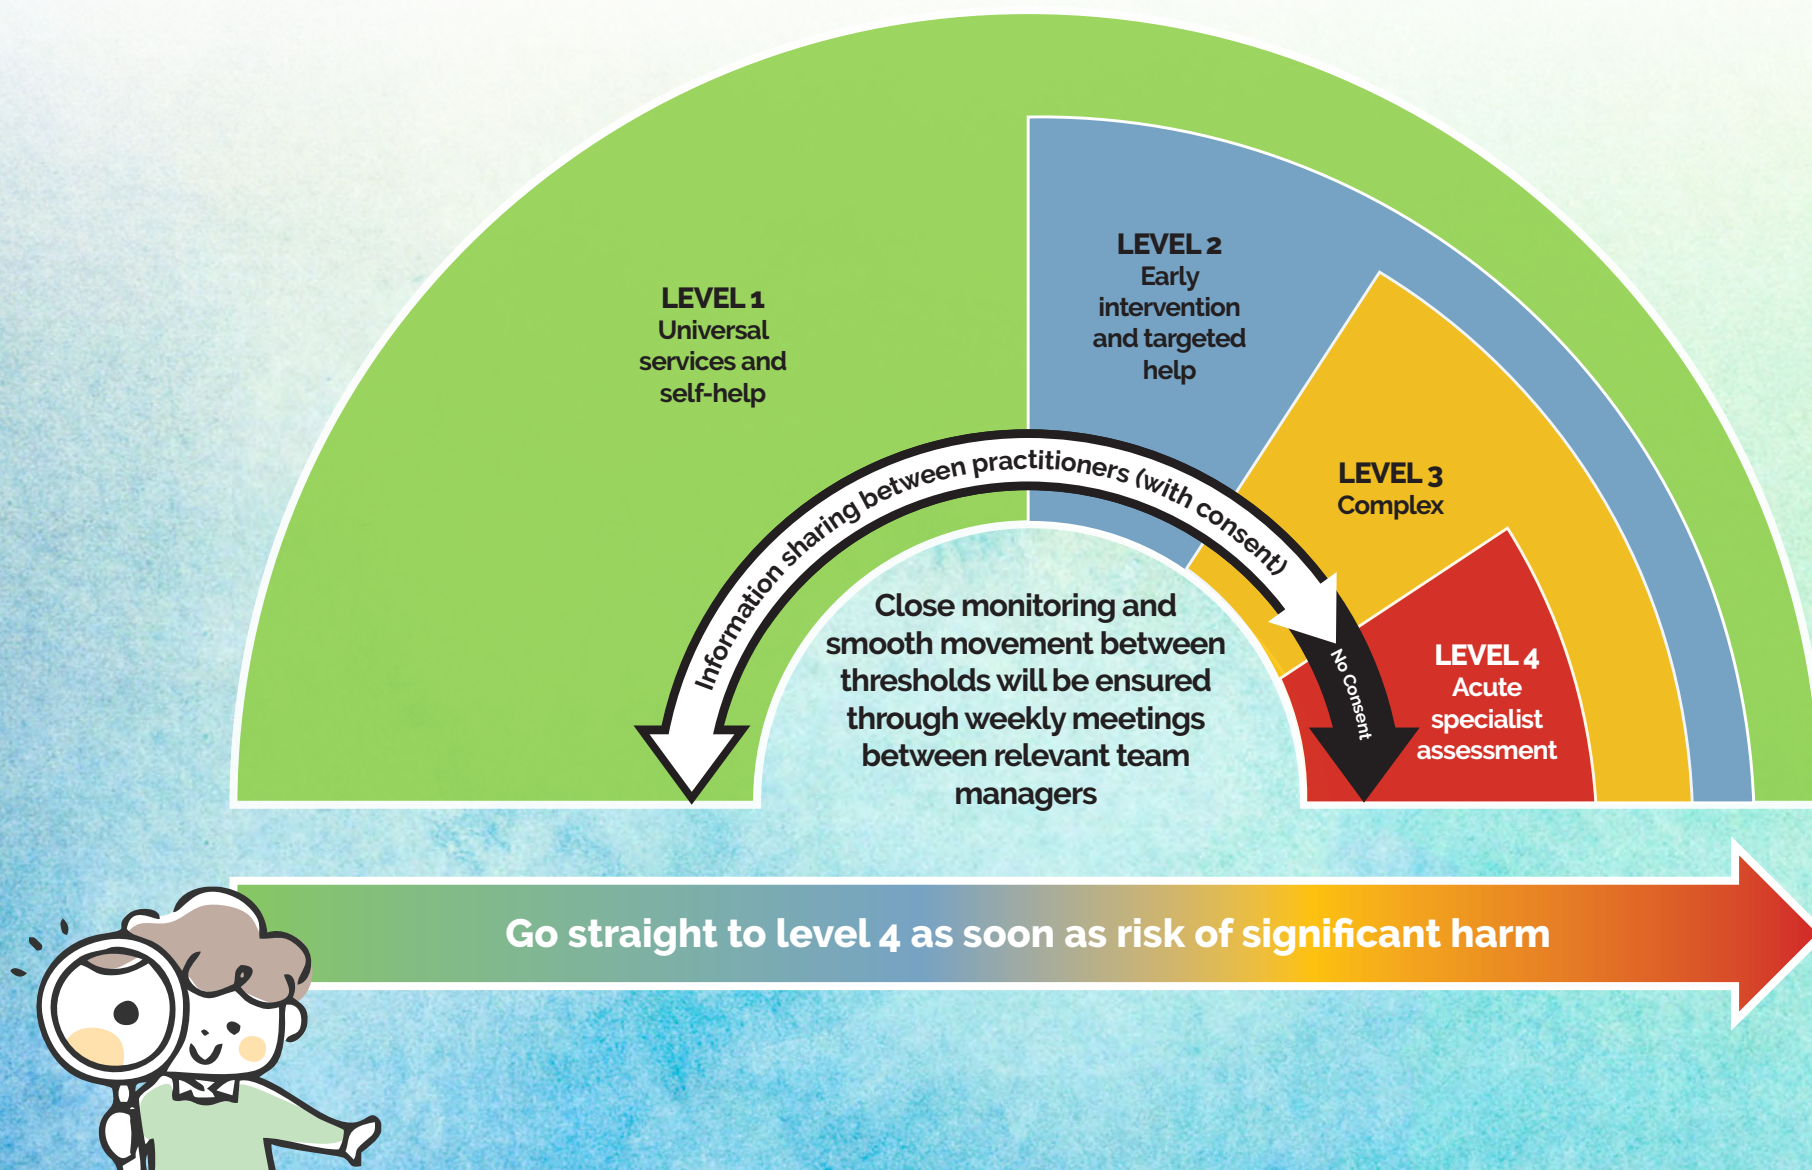 LEVEL 1
Universal
services and
self-help
LEVEL 2
Early
intervention
and targeted
help
LEVEL 3
Complex
LEVEL 4
Acute
specialist
assessment
Information sharing between practitioners (with consent)
No Consent
Close monitoring and
smooth movement between
thresholds will be ensured
through weekly meetings
between relevant team
managers
Go straight to level 4 as soon as risk of significant harm